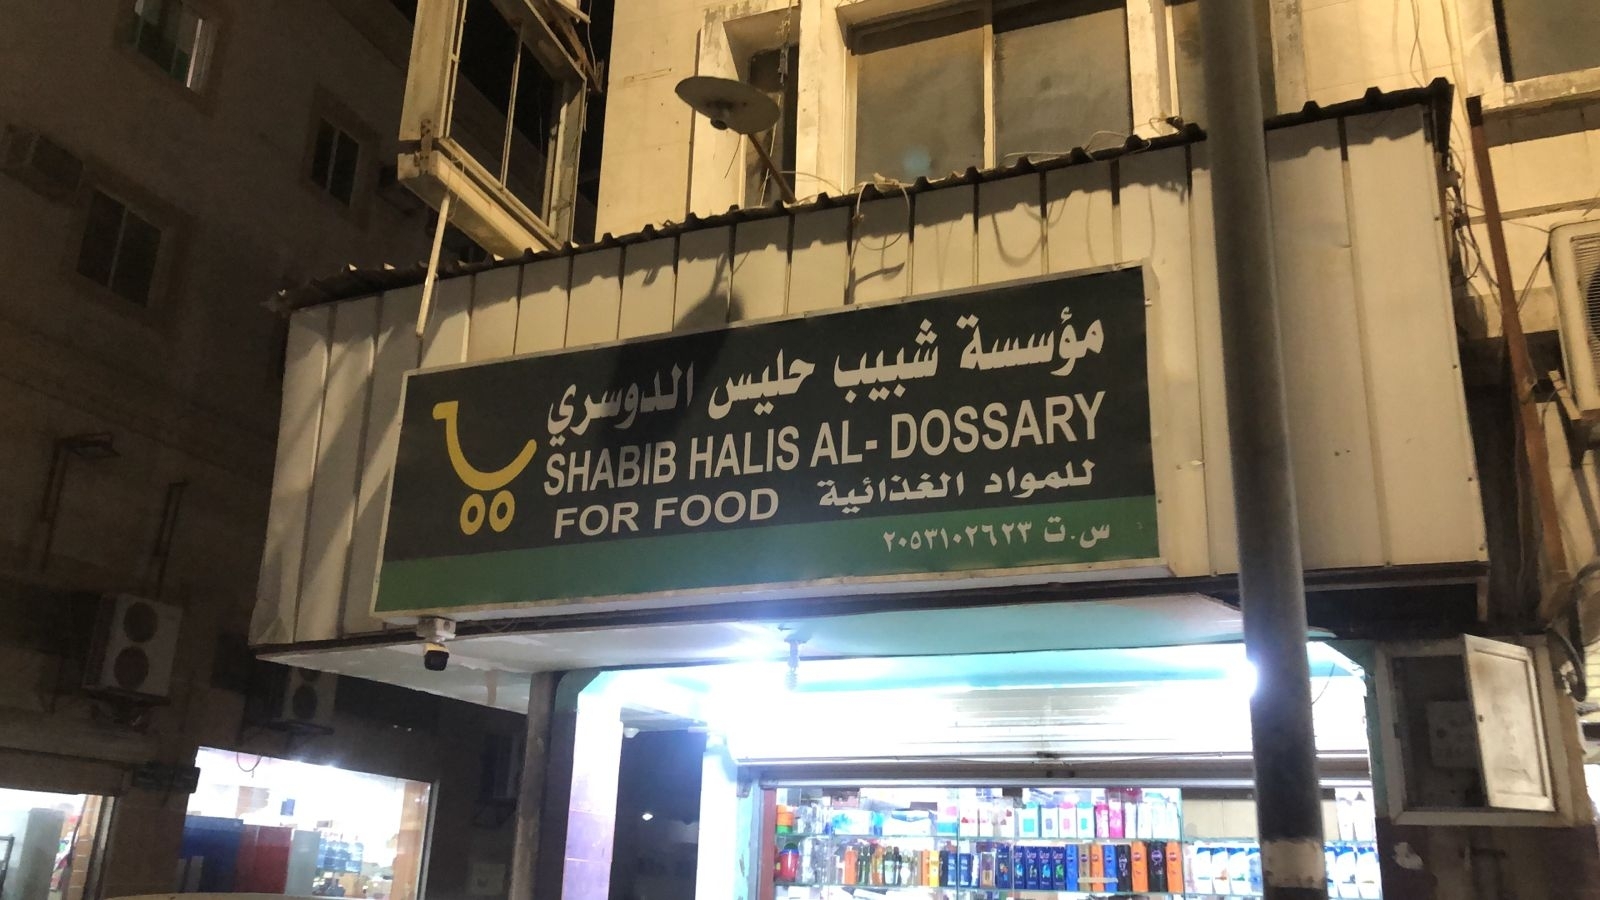 مؤسسة شبيب حليس الدوسري
SHABIB HALIS AL- DOSSARY
FOR FOOD للمواد الغذائية
س.ت ٢٠٥٣١٠٢٦٢٣